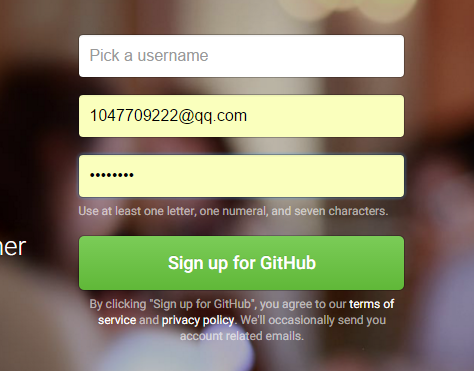 Pick a username
1047709222@qq.com
••••••••
Use at least one letter, one numeral, and seven characters.
Sign up for GitHub
By clicking "Sign up for GitHub", you agree to our terms of
service and privacy policy. We'll occasionally send you
account related emails.